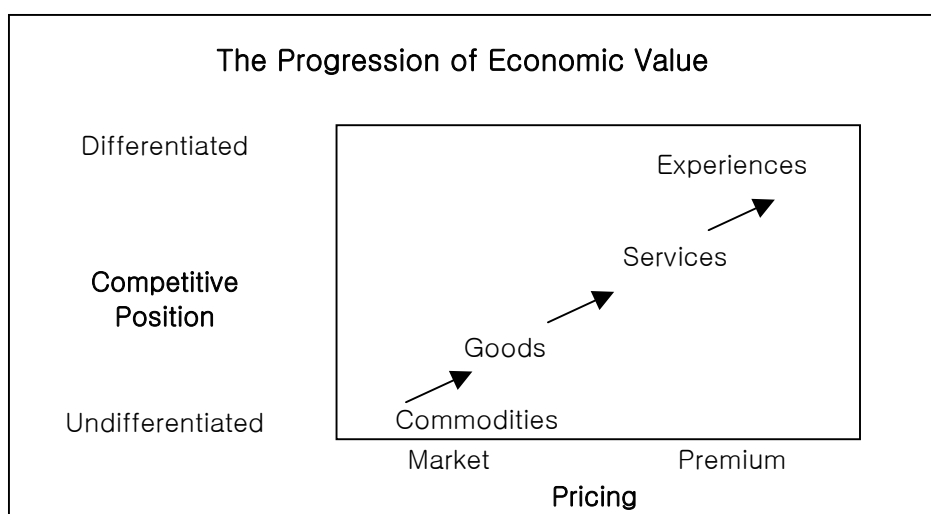 The Progression of Economic Value
Differentiated
Experiences
Services
Competitive
Position
Goods
Undifferentiated
Commodities
Market Premium
Pricing